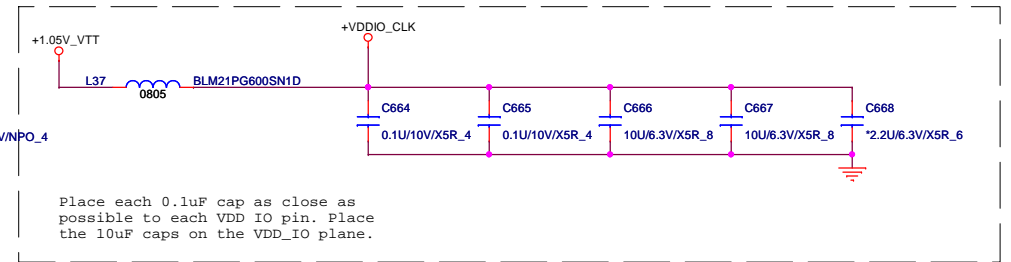 +VDDIO_CLK
+1.05V_VTT
L37
BLM21PG600SN1D
0805
C664
C665
C666
C667
C668
V/NPO_4
0.1U/10V/X5R_4
0.1U/10V/X5R_4
10U/6.3V/X5R_8
10U/6.3V/X5R_8
*2.2U/6.3V/X5R_6
Place each 0.1uF cap as close as
possible to each VDD IO pin. Place
the 10uF caps on the VDD_IO plane.